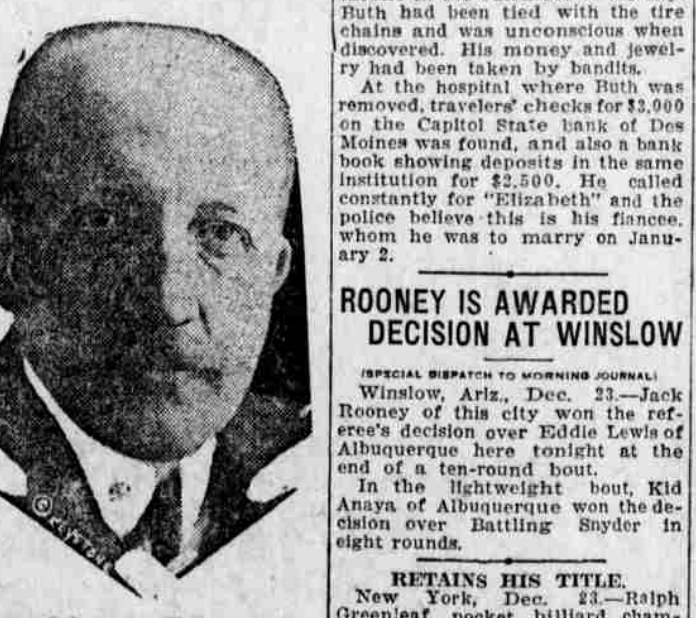 Buth had been tied with the tire
chains and was unconscious when
discovered. His money and jewel-
ry had been taken by bandits.
At the hospital where Buth was
removed, travelers' checks for $3,000
on the Capitol State bank of Des
Moines was found, and also a bank
book showing deposits in the same
institution for $2,500. He called
constantly for "Elizabeth" and the
police believe this is his fiancee,
whom he was to marry on Janu-
ary 2.
ROONEY IS AWARDED
DECISION AT WINSLOW
(SPECIAL DISPATCH TO MORNING JOURNAL)
Winslow, Ariz., Dec. 23.—Jack
Rooney of this city won the ref-
eree's decision over Eddie Lewis of
Albuquerque here tonight at the
end of a ten-round bout.
In the lightweight bout, Kid
Anaya of Albuquerque won the de-
cision over Battling Snyder in
eight rounds.
RETAINS HIS TITLE.
New York, Dec. 23.—Ralph
Greenleaf, pocket billiard cham-